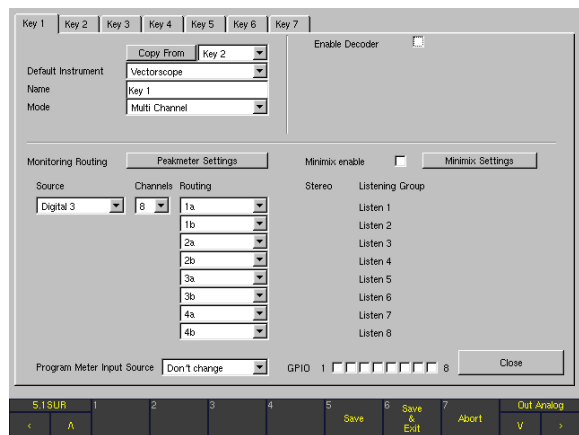 Key 1 Key 2 Key 3 Key 4 Key 5 Key 6 Key 7
Copy From Key 2 Enable Decoder
Default Instrument Vectorscope
Name Key 1
Mode Multi Channel
Monitoring Routing Peakmeter Settings Minimix enable Minimix Settings
Source Channels Routing Stereo Listening Group
Digital 3 8 1a Listen 1
1b Listen 2
2a Listen 3
2b Listen 4
3a Listen 5
3b Listen 6
4a Listen 7
4b Listen 8
Program Meter Input Source Don't change GPIO 1 8 Close
5.1SUR 1 2 3 4 5 Save 6 Save & Exit 7 Abort Out Analog
< Λ V >